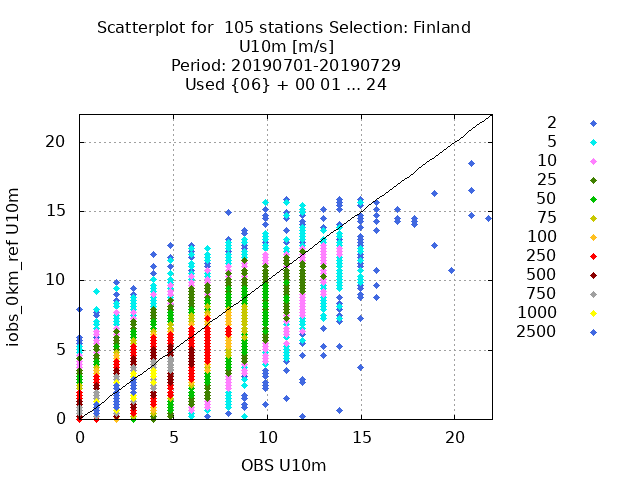 Scatterplot for  105 stations Selection: Finland
U10m [m/s]
Period: 20190701-20190729
Used {06} + 00 01 ... 24
iobs_0km_ref U10m
20
15
10
5
0
0 5 10 15 20
OBS U10m
2
5
10
25
50
75
100
250
500
750
1000
2500